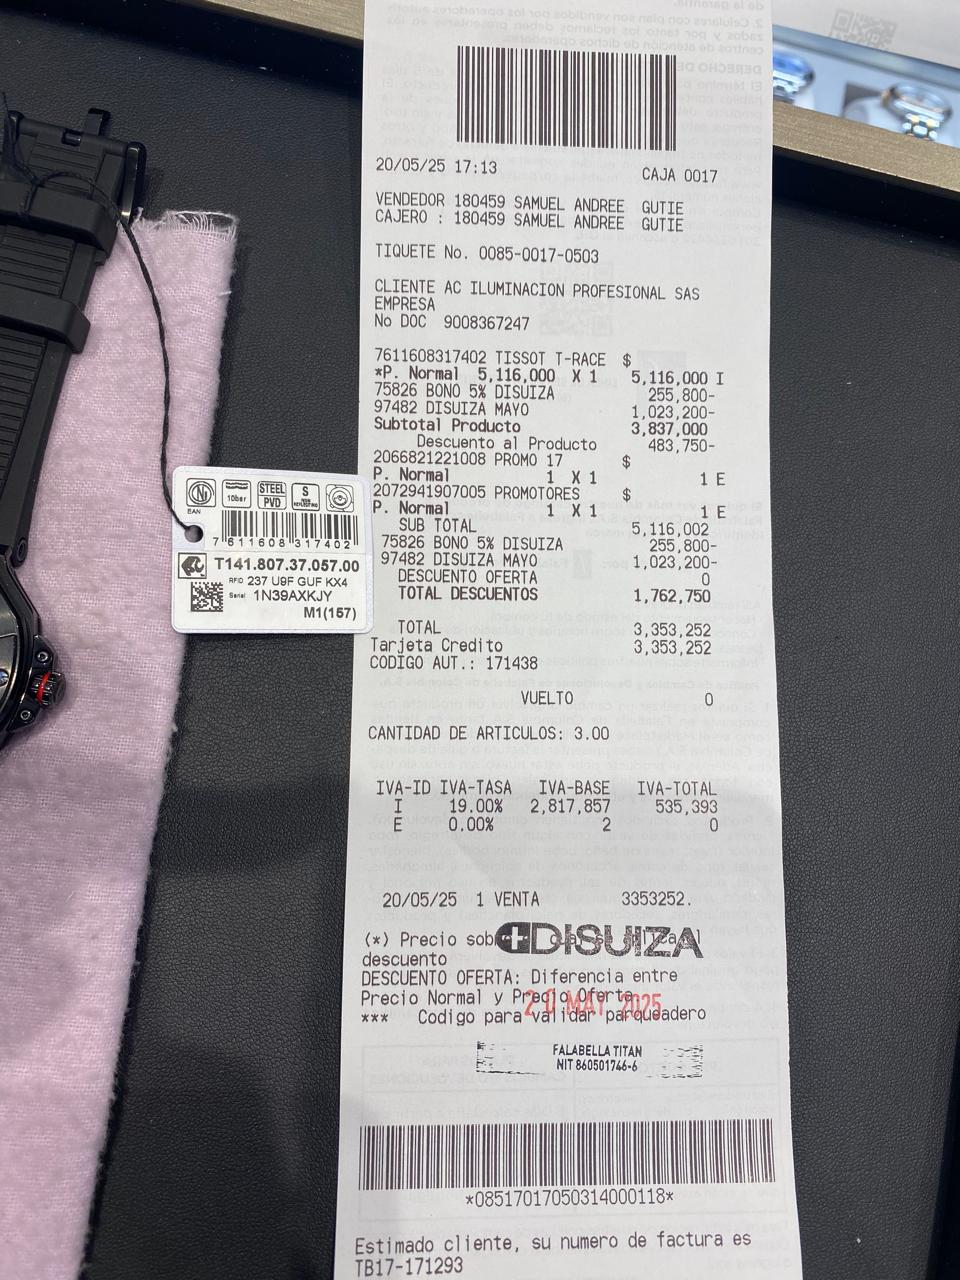 20/05/25 17:13 CAJA 0017
VENDEDOR 180459 SAMUEL ANDREE GUTIE
CAJERO : 180459 SAMUEL ANDREE GUTIE
TIQUETE No. 0085-0017-0503
CLIENTE AC ILUMINACION PROFESIONAL SAS
EMPRESA
No DOC 9008367247
7611608317402 TISSOT T-RACE $
*P. Normal 5,116,000 X 1 5,116,000 I
75826 BONO 5% DISUIZA 255,800-
97482 DISUIZA MAYO 1,023,200-
Subtotal Producto 3,837,000
Descuento al Producto 483,750-
2066821221008 PROMO 17 $
P. Normal 1 X 1 1 E
2072941907005 PROMOTORES $
P. Normal 1 X 1 1 E
SUB TOTAL 5,116,002
75826 BONO 5% DISUIZA 255,800-
97482 DISUIZA MAYO 1,023,200-
DESCUENTO OFERTA 0
TOTAL DESCUENTOS 1,762,750
TOTAL 3,353,252
Tarjeta Credito 3,353,252
CODIGO AUT.: 171438
VUELTO 0
CANTIDAD DE ARTICULOS: 3.00
IVA-ID IVA-TASA IVA-BASE IVA-TOTAL
I 19.00% 2,817,857 535,393
E 0.00% 2 0
20/05/25 1 VENTA 3353252.
(*) Precio sob
DISUIZA
descuento
DESCUENTO OFERTA: Diferencia entre
Precio Normal y Precio Oferta
20 MAY 2025
*** Codigo para validar parqueadero
FALABELLA TITAN
NIT 860501746-6
*08517017050314000118*
Estimado cliente, su numero de factura es
TB17-171293
EAN
10bar
STEEL
PVD
S
7 611608 317402
T141.807.37.057.00
RFID 237 U9F GUF KX4
Serial 1N39AXKJY
M1(157)